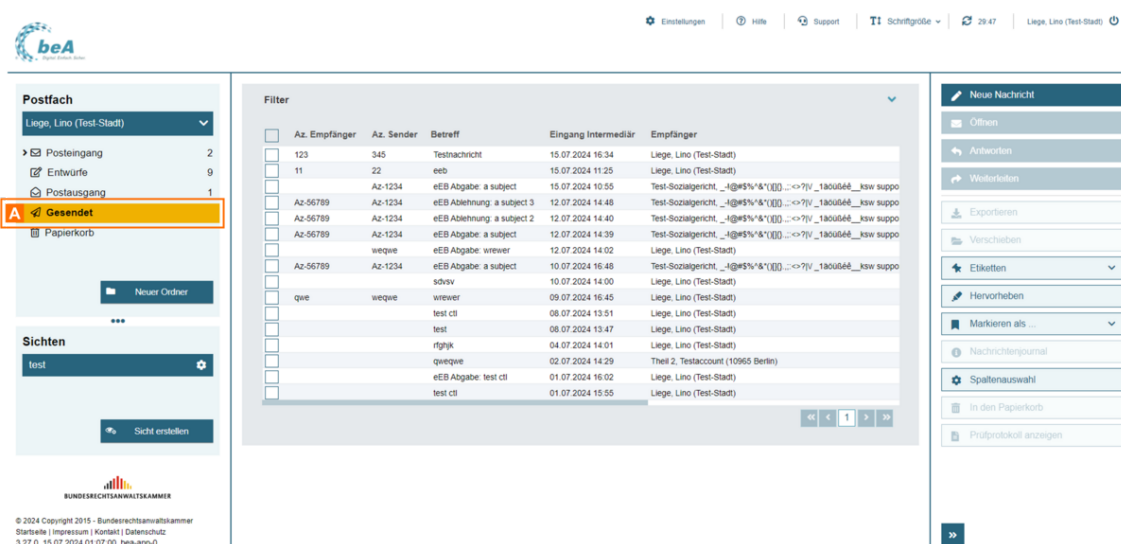 Einstellungen
Hilfe
Support
Schriftgröße
29:47
Liege, Lino (Test-Stadt)
beA
Postfach
Liege, Lino (Test-Stadt)
Posteingang 2
Entwürfe 9
Postausgang 1
A Gesendet
Papierkorb
Neuer Ordner
Sichten
test
Sicht erstellen
BUNDESRECHTSANWALTSKAMMER
© 2024 Copyright 2015 - Bundesrechtsanwaltskammer
Startseite | Impressum | Kontakt | Datenschutz
3.27.0, 15.07.2024 01:07:00, bea-app-0
Filter
Az. Empfänger Az. Sender Betreff Eingang Intermediär Empfänger
123 345 Testnachricht 15.07.2024 16:34 Liege, Lino (Test-Stadt)
11 22 eeb 15.07.2024 11:25 Liege, Lino (Test-Stadt)
Az-1234 eEB Abgabe: a subject 15.07.2024 10:55 Test-Sozialgericht,
Az-56789 Az-1234 eEB Ablehnung: a subject 3 12.07.2024 14:48 Test-Sozialgericht,
Az-56789 Az-1234 eEB Ablehnung: a subject 2 12.07.2024 14:40 Test-Sozialgericht,
Az-56789 Az-1234 eEB Abgabe: a subject 12.07.2024 14:39 Test-Sozialgericht,
weqwe eEB Abgabe: wrewer 12.07.2024 14:02 Liege, Lino (Test-Stadt)
Az-56789 Az-1234 eEB Abgabe: a subject 10.07.2024 16:48 Test-Sozialgericht,
sdvsv 10.07.2024 14:00 Liege, Lino (Test-Stadt)
qwe weqwe wrewer 09.07.2024 16:45 Liege, Lino (Test-Stadt)
test ctl 08.07.2024 13:51 Liege, Lino (Test-Stadt)
test 08.07.2024 13:47 Liege, Lino (Test-Stadt)
rfghjk 04.07.2024 14:01 Liege, Lino (Test-Stadt)
qweqwe 02.07.2024 14:29 Theil 2, Testaccount (10965 Berlin)
eEB Abgabe: test ctl 01.07.2024 16:02 Liege, Lino (Test-Stadt)
test ctl 01.07.2024 15:55 Liege, Lino (Test-Stadt)
1
Neue Nachricht
Öffnen
Antworten
Weiterleiten
Exportieren
Verschieben
Etiketten
Hervorheben
Markieren als ...
Nachrichtenjournal
Spaltenauswahl
In den Papierkorb
Prüfprotokoll anzeigen